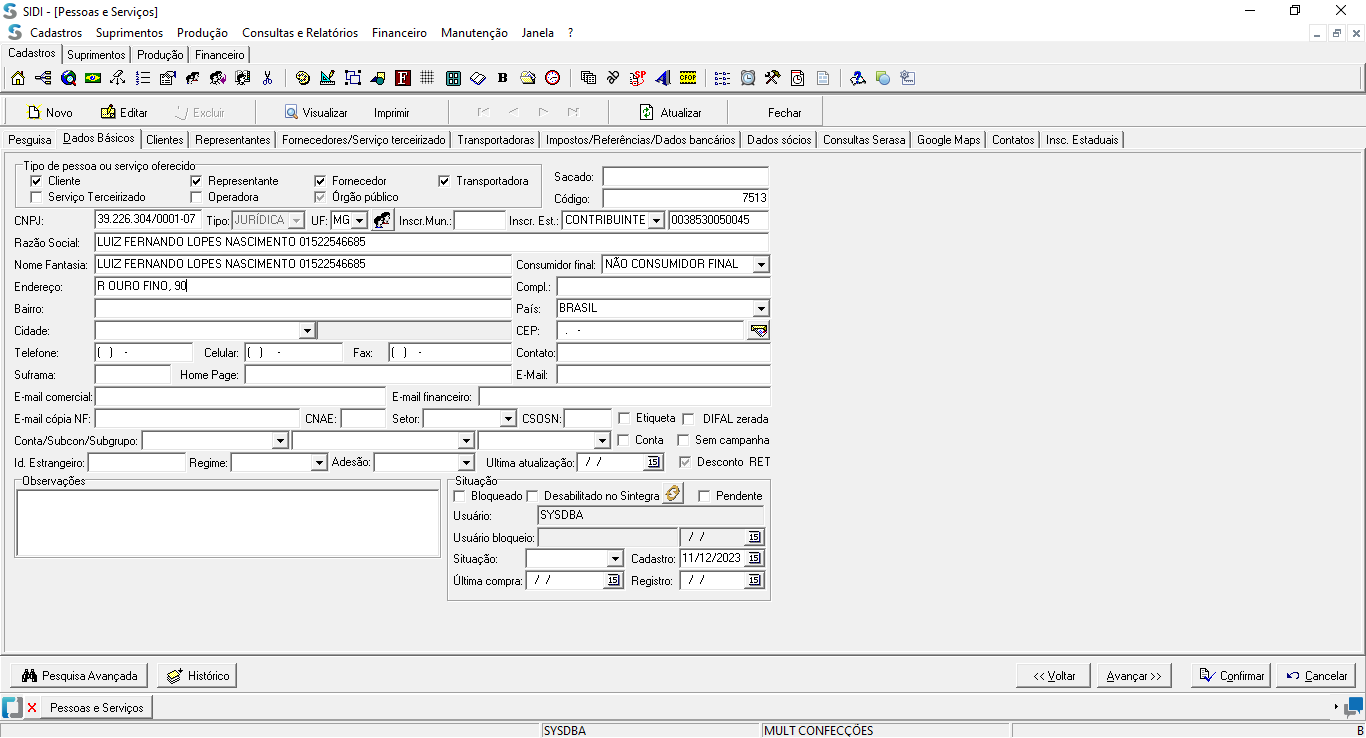 SIDI - [Pessoas e Serviços]
Cadastros Suprimentos Produção Consultas e Relatórios Financeiro Manutenção Janela ?
Cadastros Suprimentos Produção Financeiro
F B SP CFOP
Novo Editar Excluir Visualizar Imprimir Atualizar Fechar
Pesquisa Dados Básicos Clientes Representantes Fornecedores/Serviço terceirizado Transportadoras Impostos/Referências/Dados bancários Dados sócios Consultas Serasa Google Maps Contatos Insc. Estaduais
Tipo de pessoa ou serviço oferecido
Cliente Representante Fornecedor Transportadora
Serviço Terceirizado Operadora Órgão público
Sacado:
Código: 7513
CNPJ: 39.226.304/0001-07 Tipo: JURÍDICA UF: MG Inscr.Mun.: Inscr. Est.: CONTRIBUINTE 0038530050045
Razão Social: LUIZ FERNANDO LOPES NASCIMENTO 01522546685
Nome Fantasia: LUIZ FERNANDO LOPES NASCIMENTO 01522546685 Consumidor final: NÃO CONSUMIDOR FINAL
Endereço: R OURO FINO, 90 Compl.:
Bairro: País: BRASIL
Cidade: CEP: . -
Telefone: ( ) - Celular: ( ) - Fax: ( ) - Contato:
Suframa: Home Page: E-Mail:
E-mail comercial: E-mail financeiro:
E-mail cópia NF: CNAE: Setor: CSOSN: Etiqueta DIFAL zerada
Conta/Subcon/Subgrupo: Conta Sem campanha
Id. Estrangeiro: Regime: Adesão: Ultima atualização: / / 15 Desconto RET
Observações
Situação
Bloqueado Desabilitado no Sintegra Pendente
Usuário: SYSDBA
Usuário bloqueio: / / 15
Situação: Cadastro: 11/12/2023 15
Última compra: / / 15 Registro: / / 15
Pesquisa Avançada Histórico << Voltar Avançar >> Confirmar Cancelar
Pessoas e Serviços
SYSDBA MULT CONFECÇÕES B